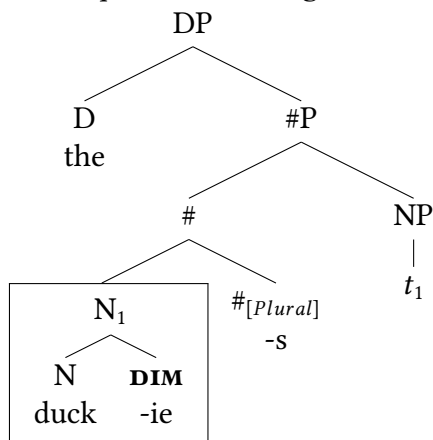 DP
D #P
the
# NP
N₁ #[Plural] t₁
-s
N DIM
duck -ie